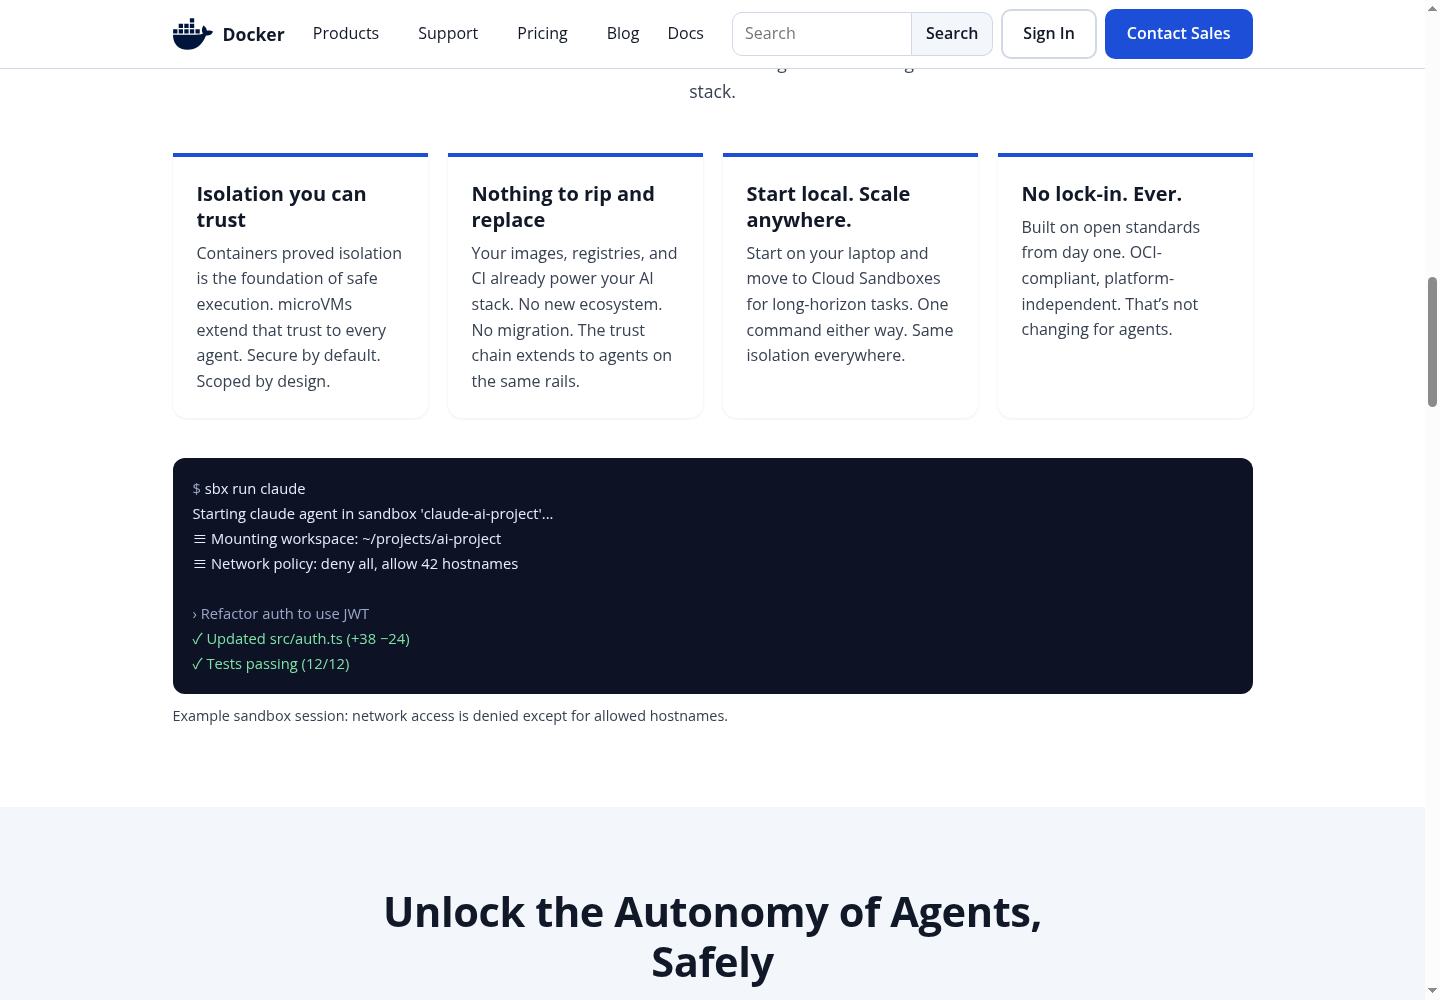 Docker
Products
Support
Pricing
Blog
Docs
Search
Search
Sign In
Contact Sales
stack.
Isolation you can
trust
Containers proved isolation
is the foundation of safe
execution. microVMs
extend that trust to every
agent. Secure by default.
Scoped by design.
Nothing to rip and
replace
Your images, registries, and
CI already power your AI
stack. No new ecosystem.
No migration. The trust
chain extends to agents on
the same rails.
Start local. Scale
anywhere.
Start on your laptop and
move to Cloud Sandboxes
for long-horizon tasks. One
command either way. Same
isolation everywhere.
No lock-in. Ever.
Built on open standards
from day one. OCI-
compliant, platform-
independent. That’s not
changing for agents.
$ sbx run claude
Starting claude agent in sandbox 'claude-ai-project'...
≡ Mounting workspace: ~/projects/ai-project
≡ Network policy: deny all, allow 42 hostnames
› Refactor auth to use JWT
✓ Updated src/auth.ts (+38 −24)
✓ Tests passing (12/12)
Example sandbox session: network access is denied except for allowed hostnames.
Unlock the Autonomy of Agents,
Safely